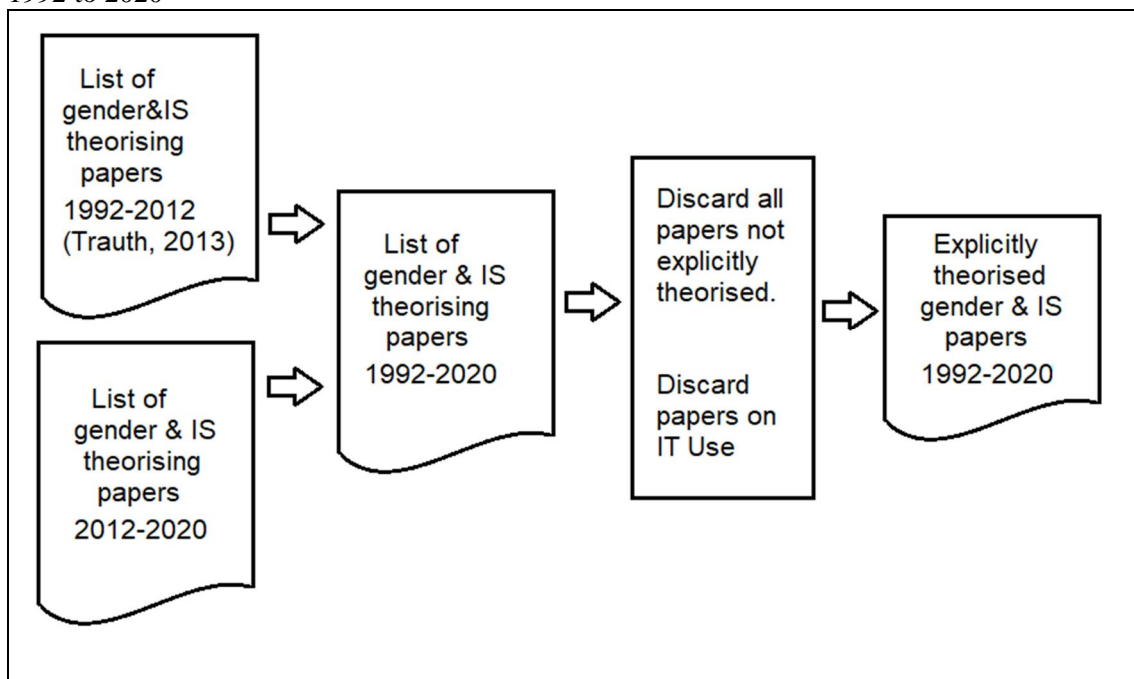 1992 to 2020
List of
gender&IS
theorising
papers
1992-2012
(Trauth, 2013)
List of
gender & IS
theorising
papers
2012-2020
List of
gender & IS
theorising
papers
1992-2020
Discard all
papers not
explicitly
theorised.
Discard
papers on
IT Use
Explicitly
theorised
gender & IS
papers
1992-2020